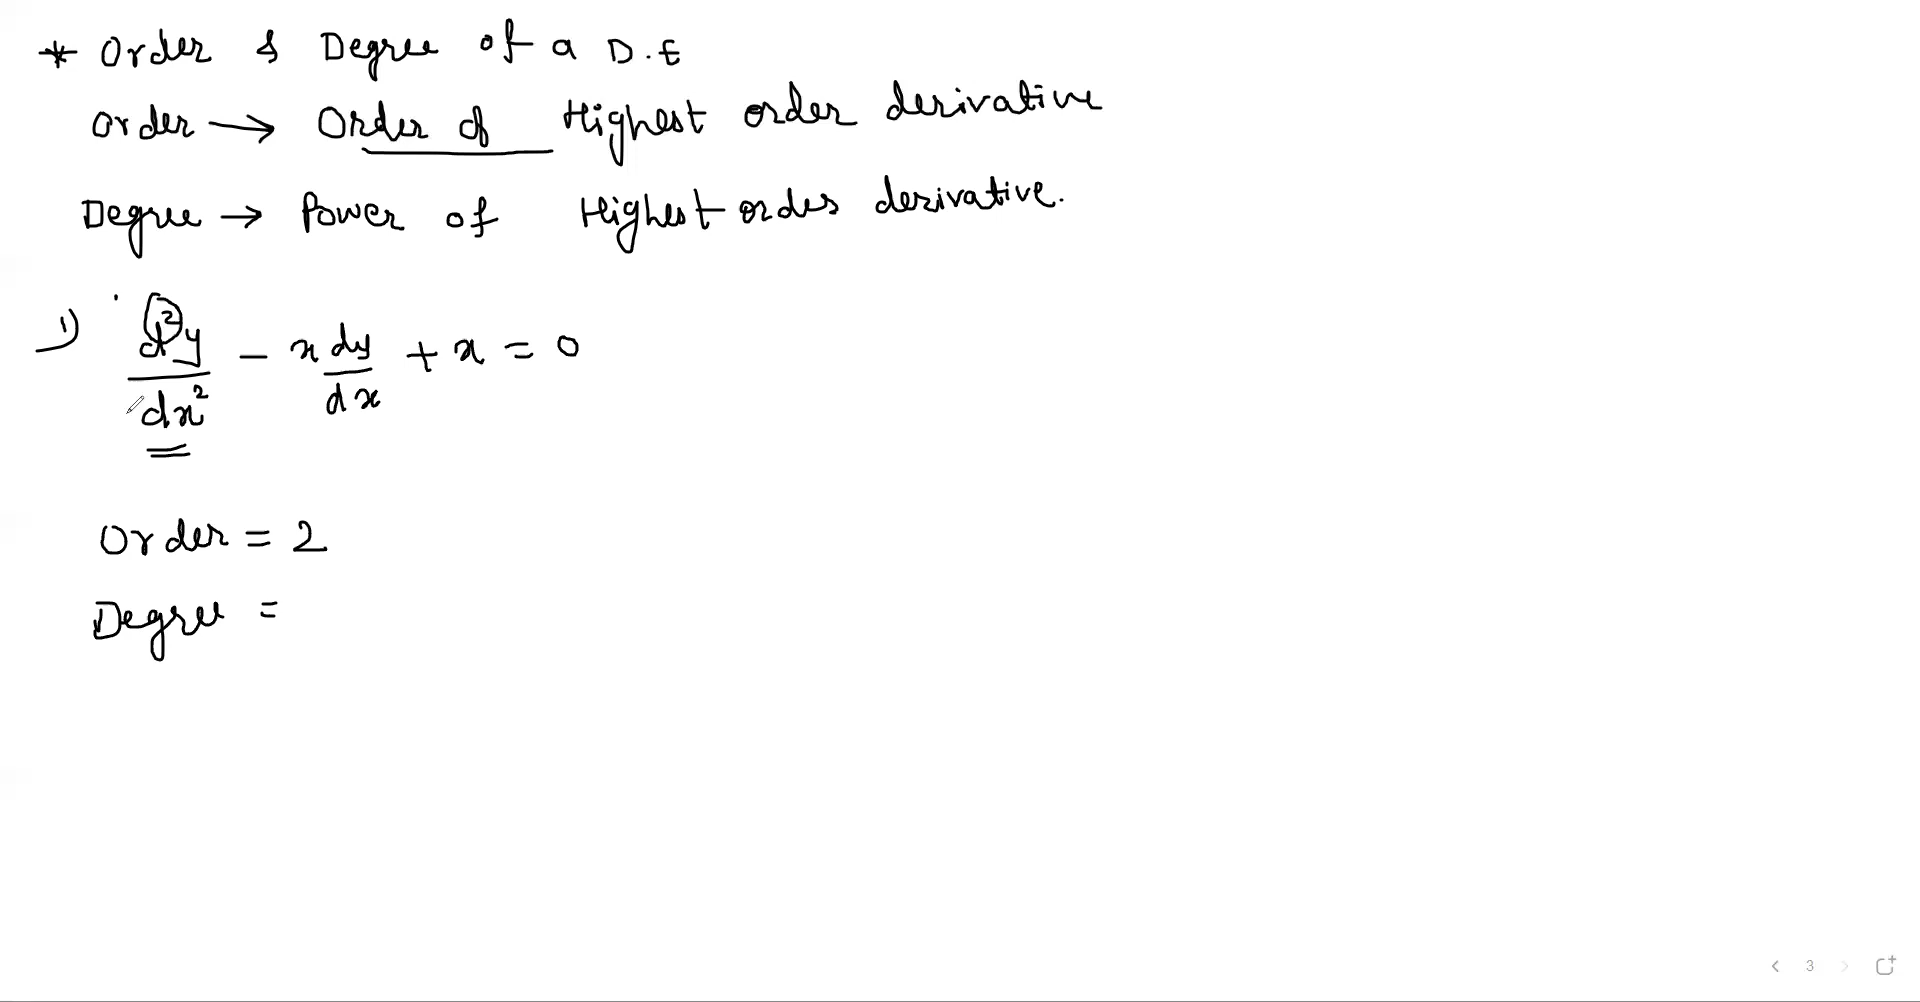 * Order & Degree of a D.E
Order → Order of Highest order derivative
Degree → Power of Highest order derivative.
1) d²y/dx² - x dy/dx + x = 0
Order = 2
Degree =
3